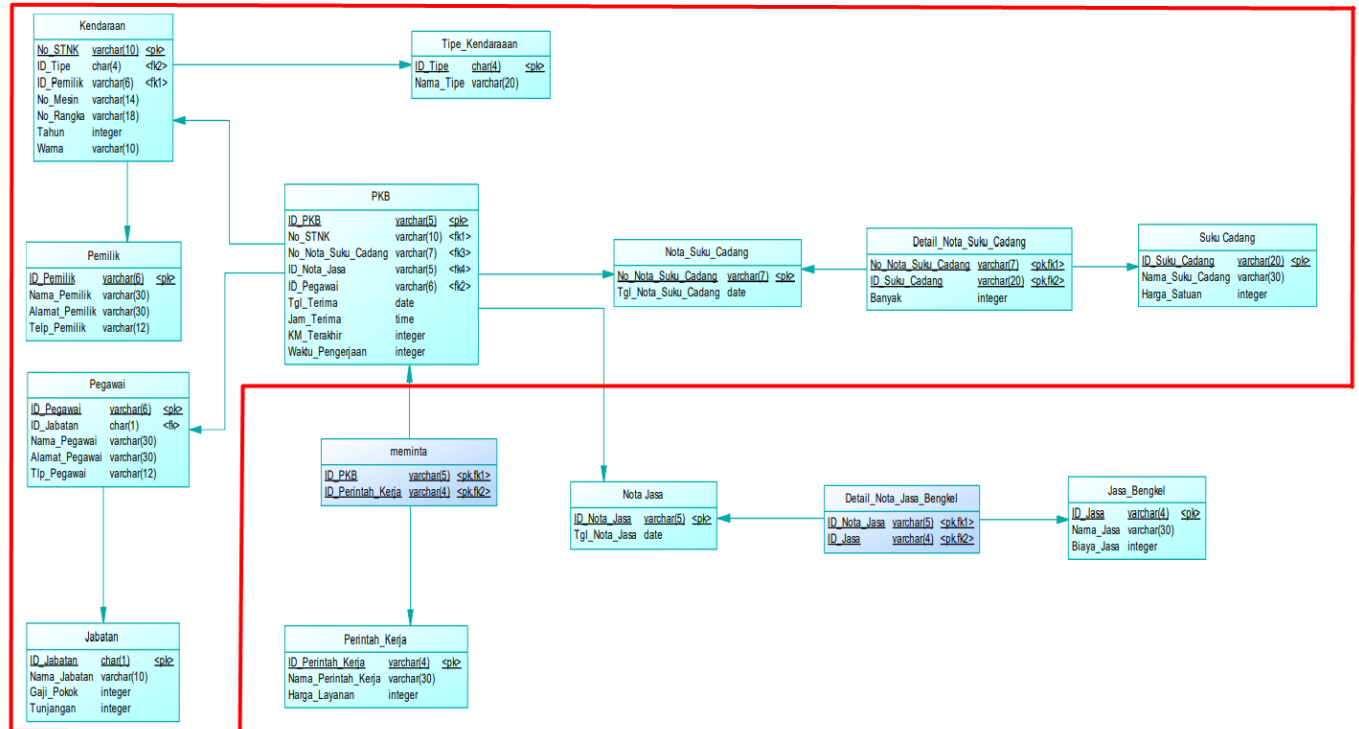 Kendaraan
No_STNK varchar(10) <pk>
ID_Tipe char(4) <fk2>
ID_Pemilik varchar(6) <fk1>
No_Mesin varchar(14)
No_Rangka varchar(18)
Tahun integer
Warna varchar(10)
Tipe_Kendaraaan
ID_Tipe char(4) <pk>
Nama_Tipe varchar(20)
PKB
ID_PKB varchar(5) <pk>
No_STNK varchar(10) <fk1>
No_Nota_Suku_Cadang varchar(7) <fk3>
ID_Nota_Jasa varchar(5) <fk4>
ID_Pegawai varchar(6) <fk2>
Tgl_Terima date
Jam_Terima time
KM_Terakhir integer
Waktu_Pengerjaan integer
Pemilik
ID_Pemilik varchar(6) <pk>
Nama_Pemilik varchar(30)
Alamat_Pemilik varchar(30)
Telp_Pemilik varchar(12)
Nota_Suku_Cadang
No_Nota_Suku_Cadang varchar(7) <pk>
Tgl_Nota_Suku_Cadang date
Detail_Nota_Suku_Cadang
No_Nota_Suku_Cadang varchar(7) <pk,fk1>
ID_Suku_Cadang varchar(20) <pk,fk2>
Banyak integer
Suku Cadang
ID_Suku_Cadang varchar(20) <pk>
Nama_Suku_Cadang varchar(30)
Harga_Satuan integer
Pegawai
ID_Pegawai varchar(6) <pk>
ID_Jabatan char(1) <fk>
Nama_Pegawai varchar(30)
Alamat_Pegawai varchar(30)
Tlp_Pegawai varchar(12)
meminta
ID_PKB varchar(5) <pk,fk1>
ID_Perintah_Kerja varchar(4) <pk,fk2>
Nota Jasa
ID_Nota_Jasa varchar(5) <pk>
Tgl_Nota_Jasa date
Detail_Nota_Jasa_Bengkel
ID_Nota_Jasa varchar(5) <pk,fk1>
ID_Jasa varchar(4) <pk,fk2>
Jasa_Bengkel
ID_Jasa varchar(4) <pk>
Nama_Jasa varchar(30)
Biaya_Jasa integer
Jabatan
ID_Jabatan char(1) <pk>
Nama_Jabatan varchar(10)
Gaji_Pokok integer
Tunjangan integer
Perintah_Kerja
ID_Perintah_Kerja varchar(4) <pk>
Nama_Perintah_Kerja varchar(30)
Harga_Layanan integer